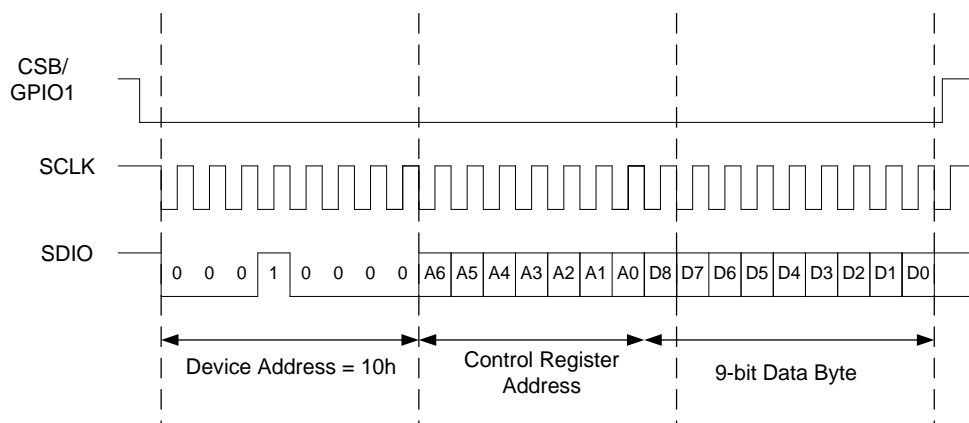 CSB/
GPIO1
SCLK
SDIO
0 0 0 1 0 0 0 0 A6 A5 A4 A3 A2 A1 A0 D8 D7 D6 D5 D4 D3 D2 D1 D0
Device Address = 10h
Control Register
Address
9-bit Data Byte